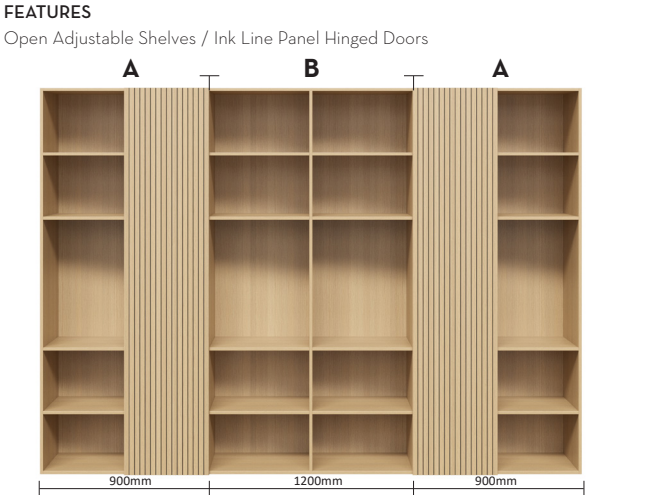 FEATURES
Open Adjustable Shelves / Ink Line Panel Hinged Doors
A B A
900mm 1200mm 900mm